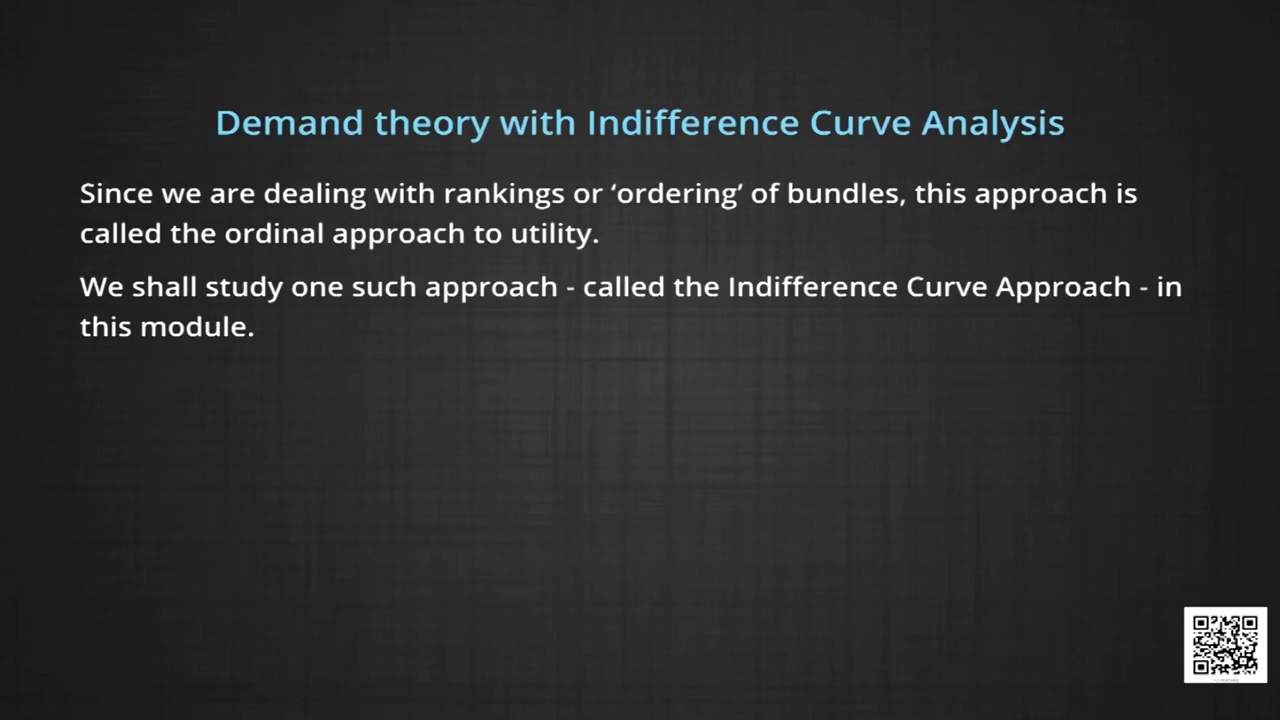 Demand theory with Indifference Curve Analysis
Since we are dealing with rankings or ‘ordering’ of bundles, this approach is
called the ordinal approach to utility.
We shall study one such approach - called the Indifference Curve Approach - in
this module.